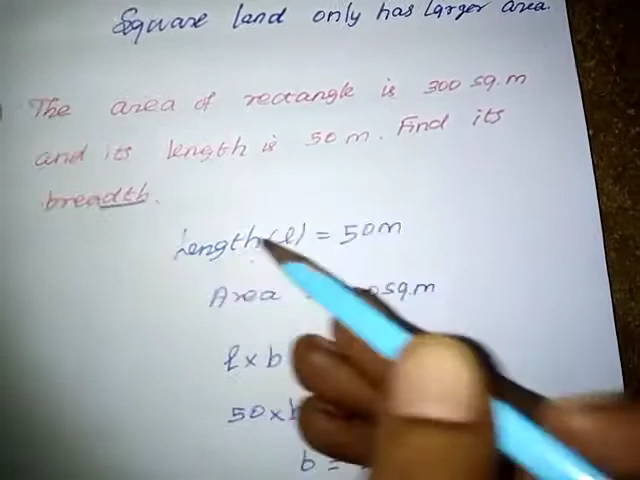 Square land only has larger area.
The area of rectangle is 300 sq.m
and its length is 50 m. Find its
breadth.
Length (l) = 50m
Area sq.m
l × b
50 × b
b =